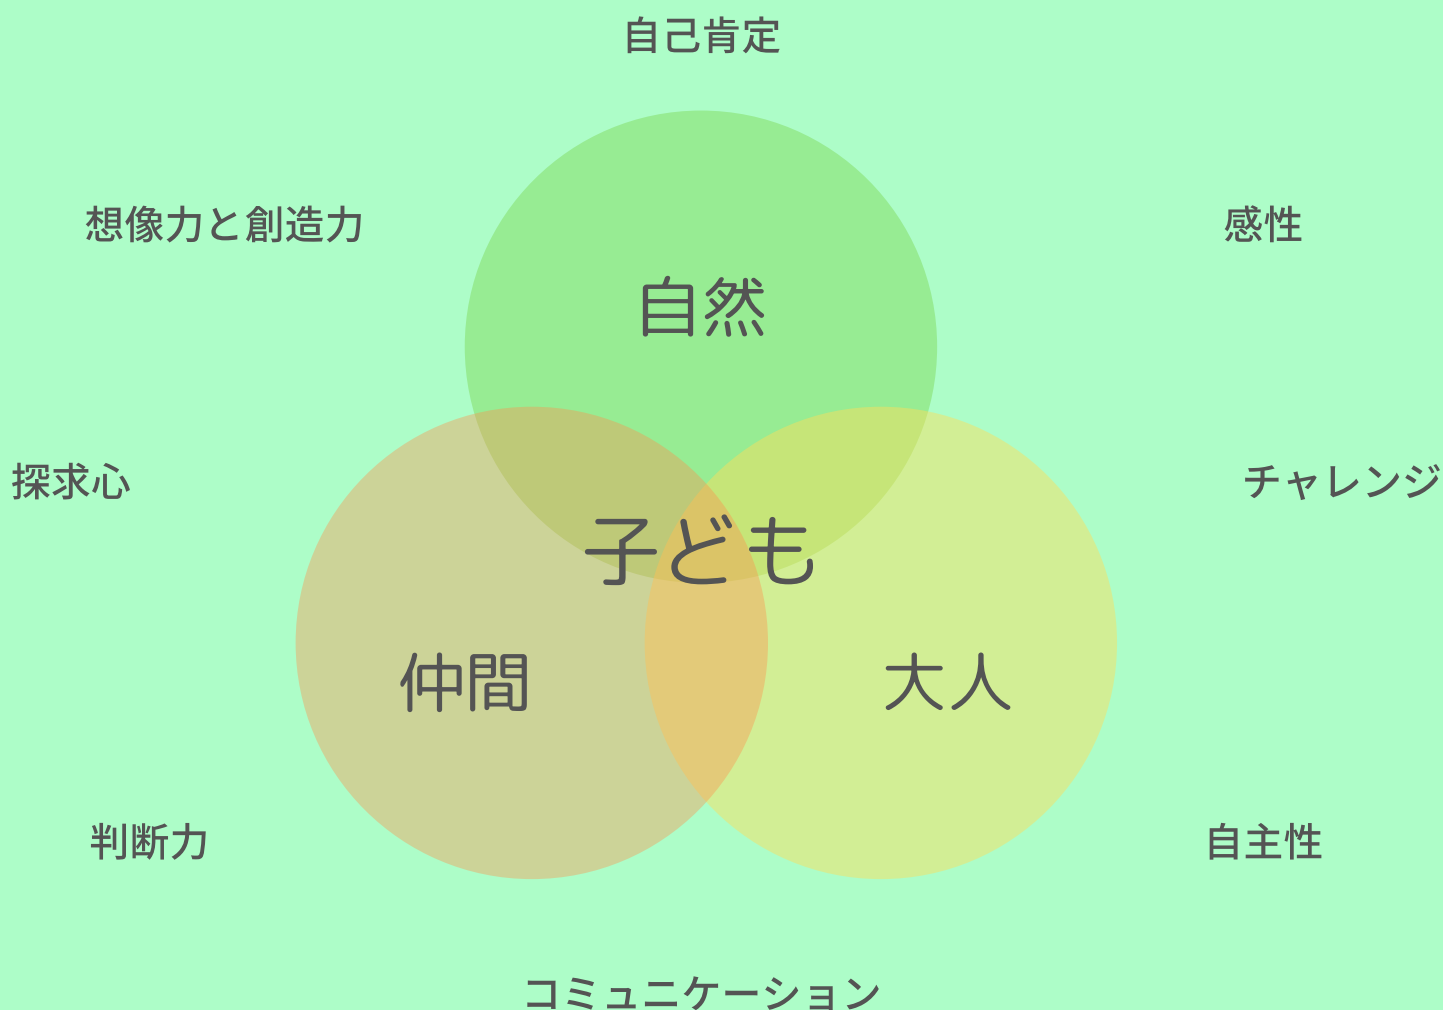 自己肯定
想像力と創造力
感性
自然
探求心
チャレンジ
子ども
仲間
大人
判断力
自主性
コミュニケーション